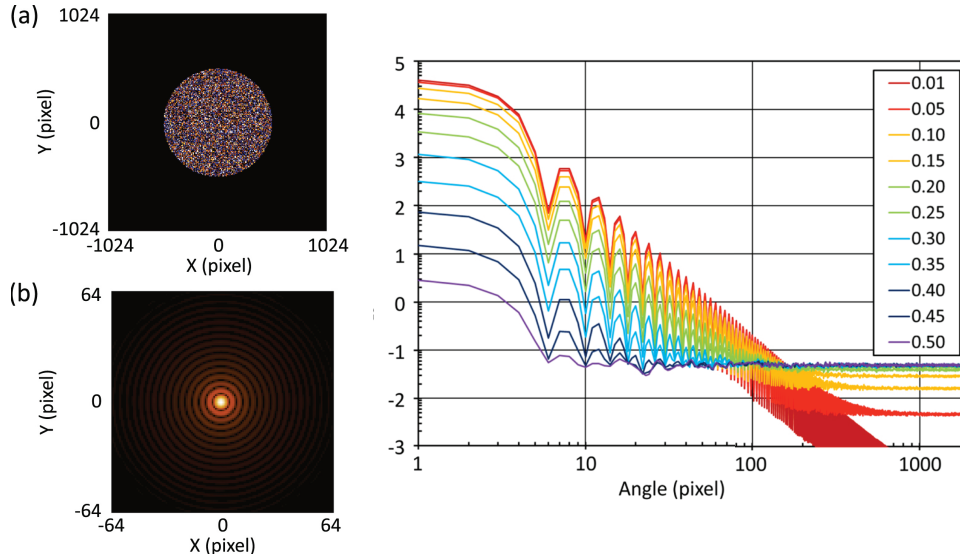 (a)
1024
Y (pixel)
0
-1024
-1024 0 1024
X (pixel)
(b)
64
Y (pixel)
0
-64
-64 0 64
X (pixel)
5
4
3
2
1
0
-1
-2
-3
1 10 100 1000
Angle (pixel)
0.01
0.05
0.10
0.15
0.20
0.25
0.30
0.35
0.40
0.45
0.50